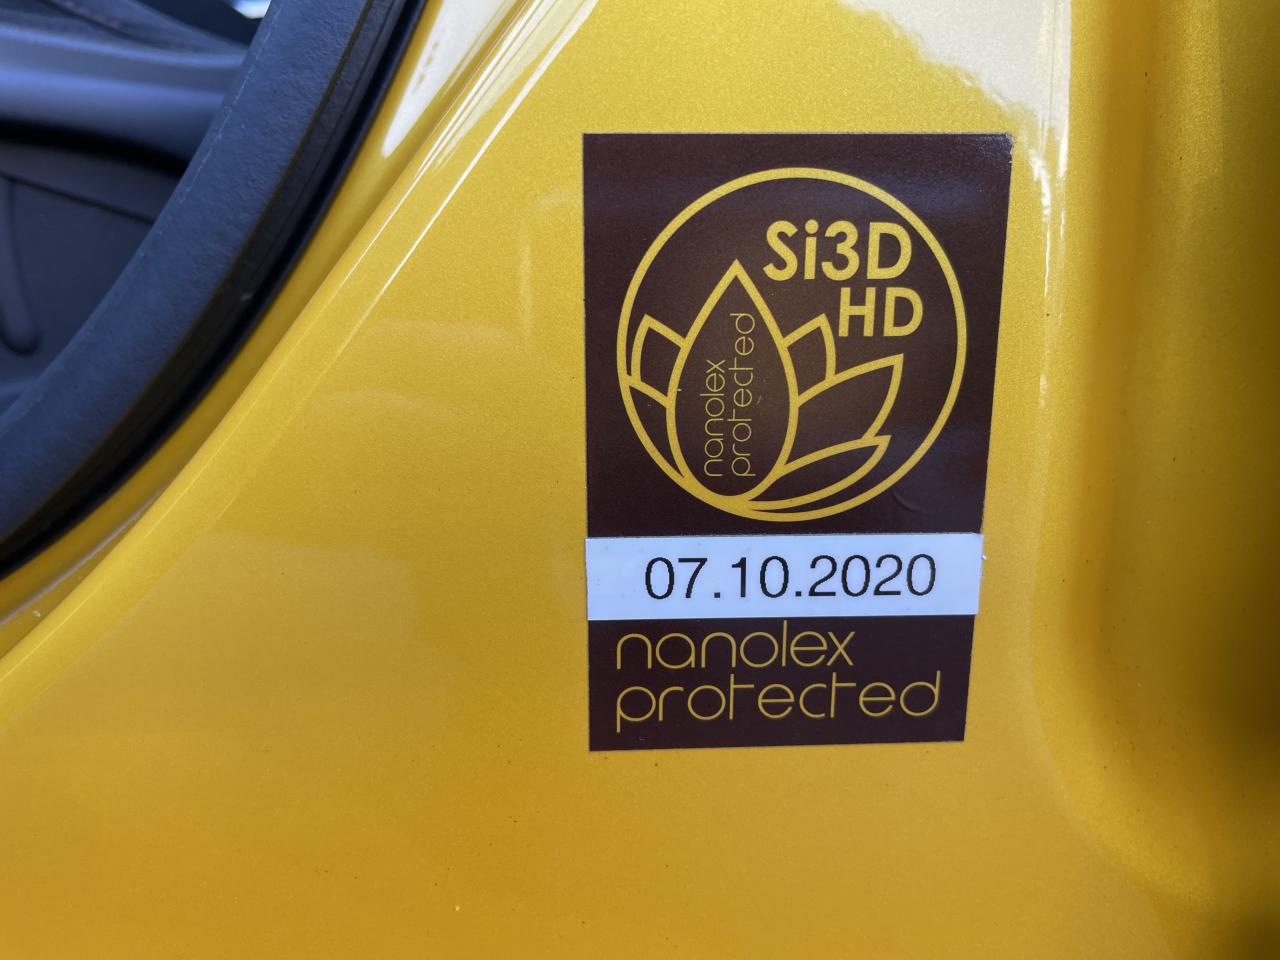 Si3D
HD
nanolex
protected
07.10.2020
nanolex
protected